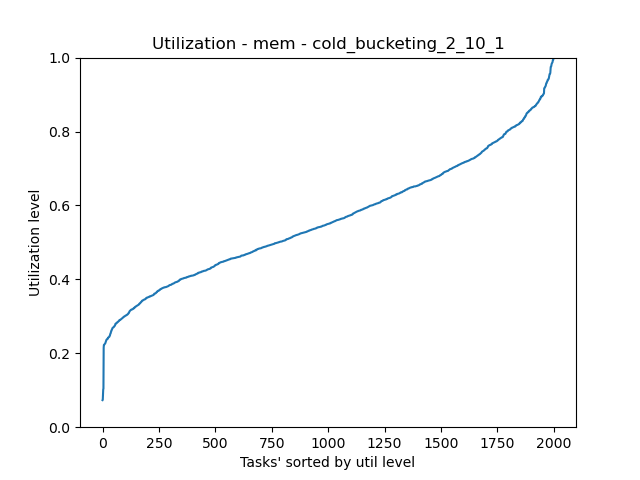 Utilization - mem - cold_bucketing_2_10_1
1.0
0.8
0.6
0.4
0.2
0.0
Utilization level
0 250 500 750 1000 1250 1500 1750 2000
Tasks' sorted by util level